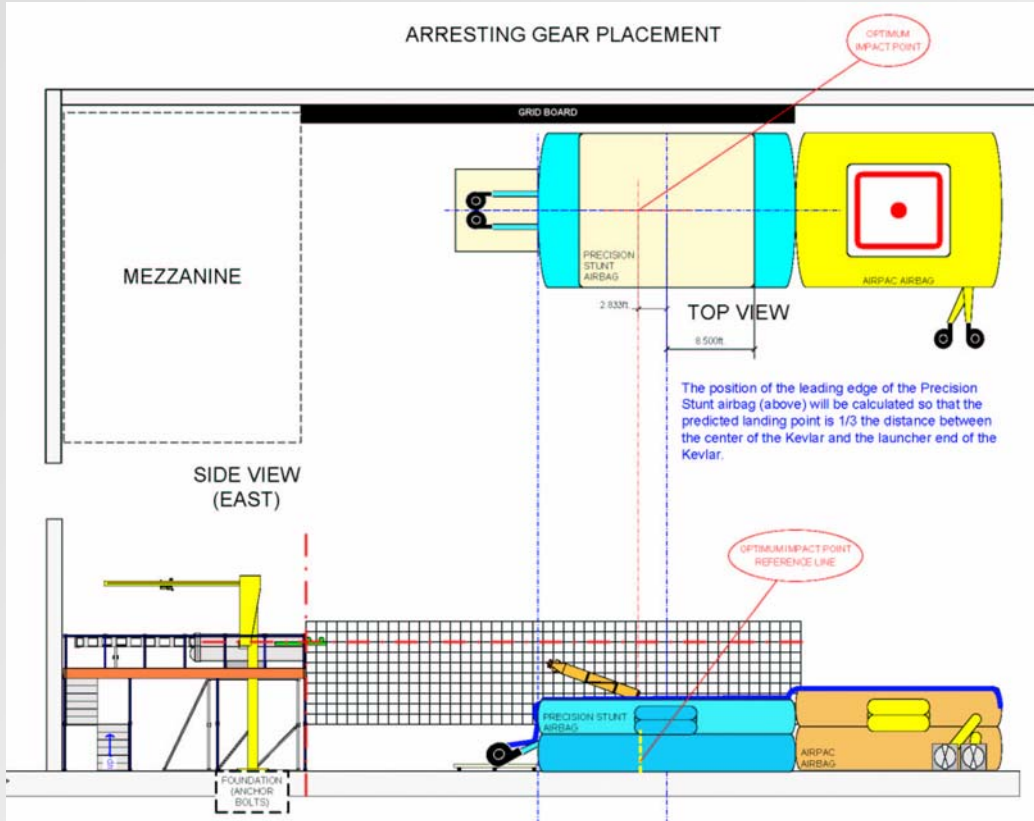 ARRESTING GEAR PLACEMENT
OPTIMUM
IMPACT POINT
GRID BOARD
MEZZANINE
PRECISION
STUNT
AIRBAG
AIRPAC AIRBAG
2.833ft
TOP VIEW
8.500ft
The position of the leading edge of the Precision
Stunt airbag (above) will be calculated so that the
predicted landing point is 1/3 the distance between
the center of the Kevlar and the launcher end of the
Kevlar.
SIDE VIEW
(EAST)
OPTIMUM IMPACT POINT
REFERENCE LINE
PRECISION STUNT
AIRBAG
AIRPAC
AIRBAG
FOUNDATION
(ANCHOR
BOLTS)